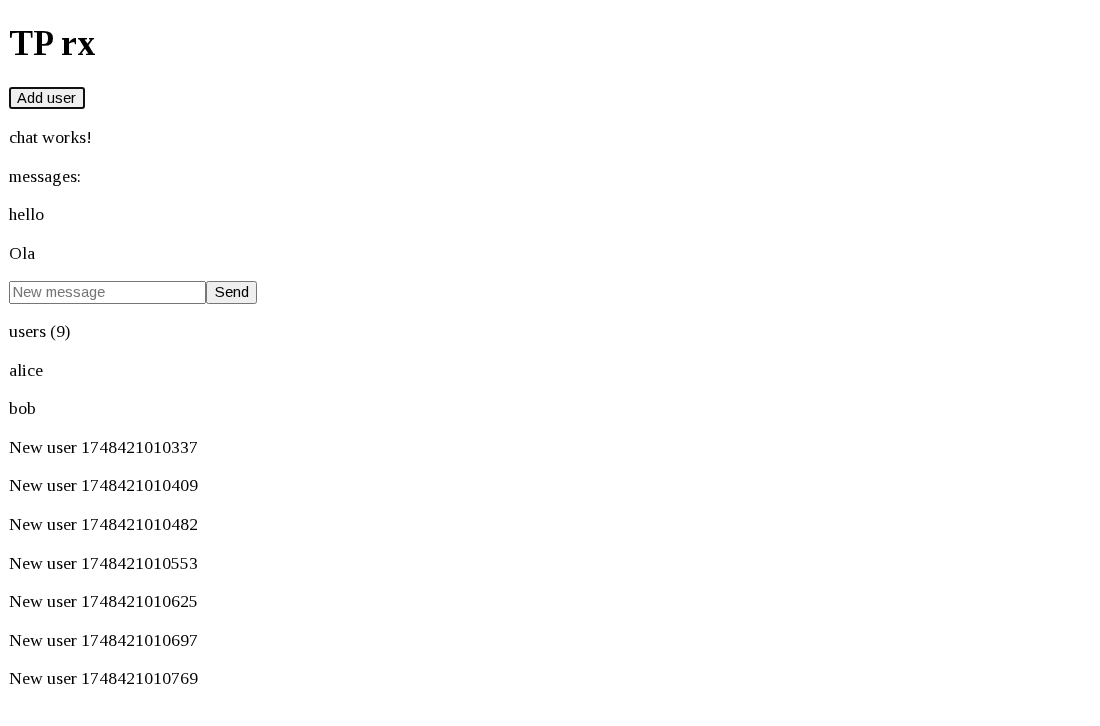 TP rx
Add user
chat works!
messages:
hello
Ola
New message Send
users (9)
alice
bob
New user 1748421010337
New user 1748421010409
New user 1748421010482
New user 1748421010553
New user 1748421010625
New user 1748421010697
New user 1748421010769